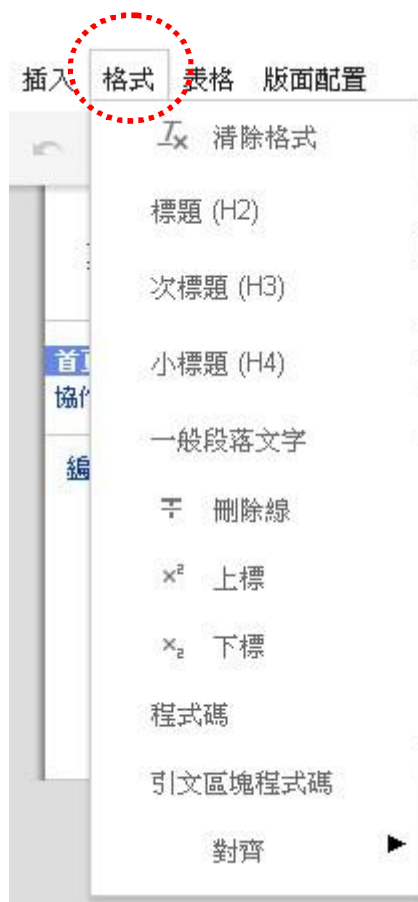 插入 格式 表格 版面配置
清除格式
標題 (H2)
次標題 (H3)
小標題 (H4)
一般段落文字
刪除線
x² 上標
x₂ 下標
程式碼
引文區塊程式碼
對齊
首
協
編